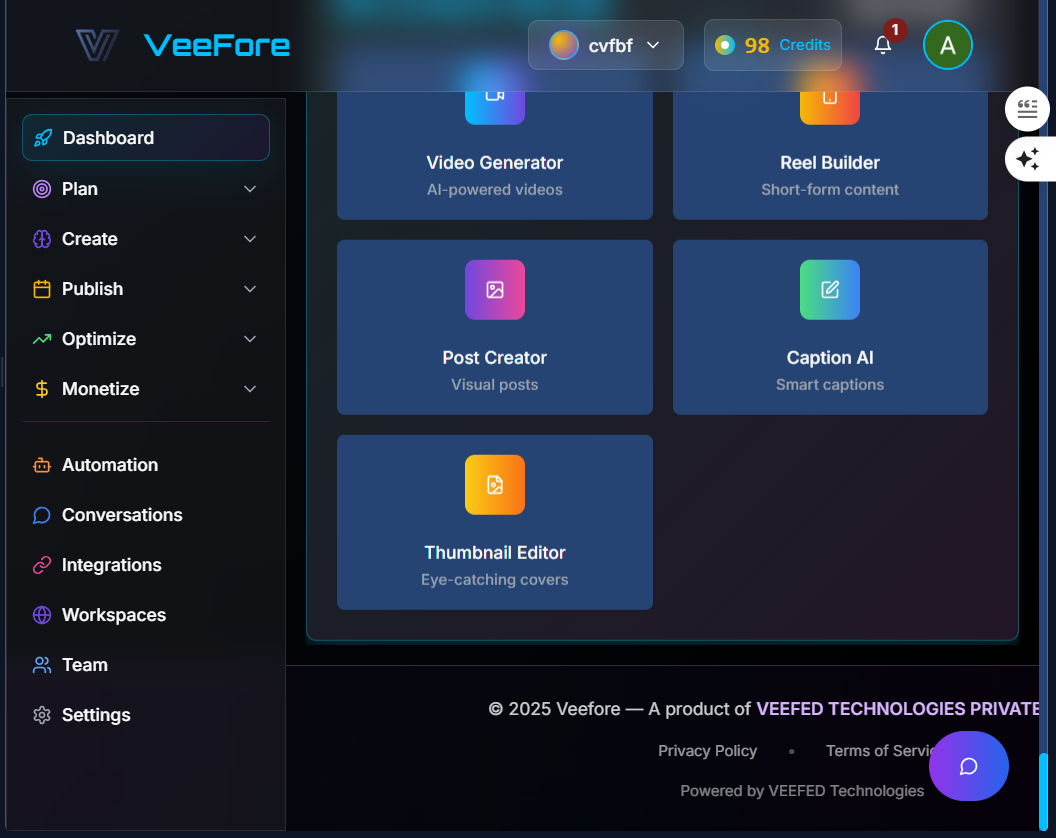 VeeFore
cvfbf
98 Credits
1
A
Dashboard
Plan
Create
Publish
Optimize
Monetize
Automation
Conversations
Integrations
Workspaces
Team
Settings
Video Generator
AI-powered videos
Reel Builder
Short-form content
Post Creator
Visual posts
Caption AI
Smart captions
Thumbnail Editor
Eye-catching covers
© 2025 Veefore — A product of VEEFED TECHNOLOGIES PRIVATE
Privacy Policy • Terms of Servic
Powered by VEEFED Technologies